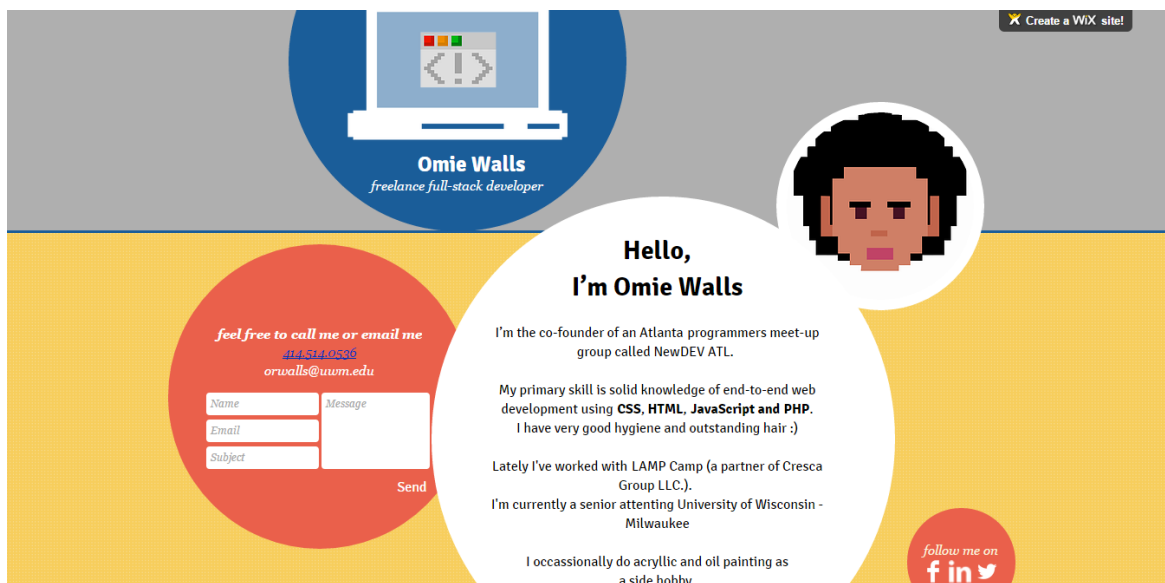 Create a WiX site!
<!>
Omie Walls
freelance full-stack developer
Hello,
I'm Omie Walls
feel free to call me or email me
414.514.0536
orwalls@uwm.edu
Name
Message
Email
Subject
Send
I'm the co-founder of an Atlanta programmers meet-up
group called NewDEV ATL.
My primary skill is solid knowledge of end-to-end web
development using CSS, HTML, JavaScript and PHP.
I have very good hygiene and outstanding hair :)
Lately I've worked with LAMP Camp (a partner of Cresca
Group LLC.).
I'm currently a senior attenting University of Wisconsin -
Milwaukee
I occassionally do acryllic and oil painting as
a side hobby
follow me on
f in